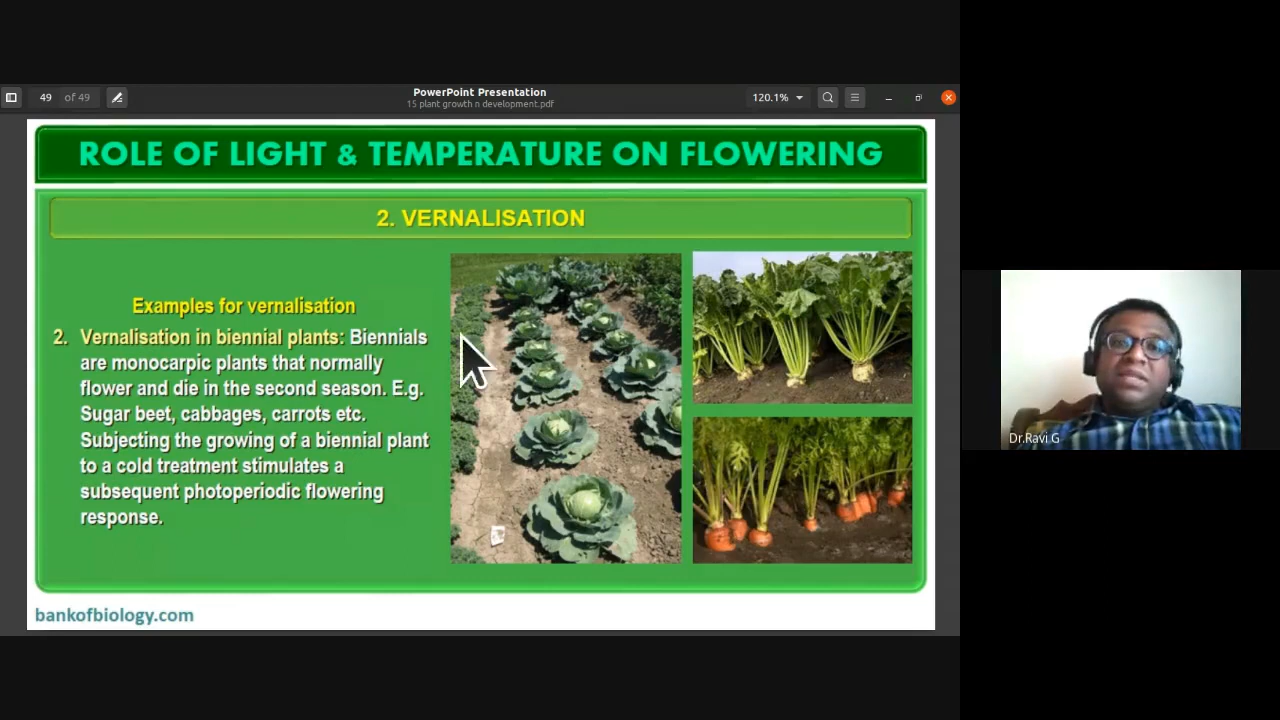 PowerPoint Presentation
49 of 49
120.1%
15 plant growth n development.pdf
ROLE OF LIGHT & TEMPERATURE ON FLOWERING
2. VERNALISATION
Examples for vernalisation
2. Vernalisation in biennial plants: Biennials
are monocarpic plants that normally
flower and die in the second season. E.g.
Sugar beet, cabbages, carrots etc.
Subjecting the growing of a biennial plant
to a cold treatment stimulates a
subsequent photoperiodic flowering
response.
bankofbiology.com
Dr.Ravi G